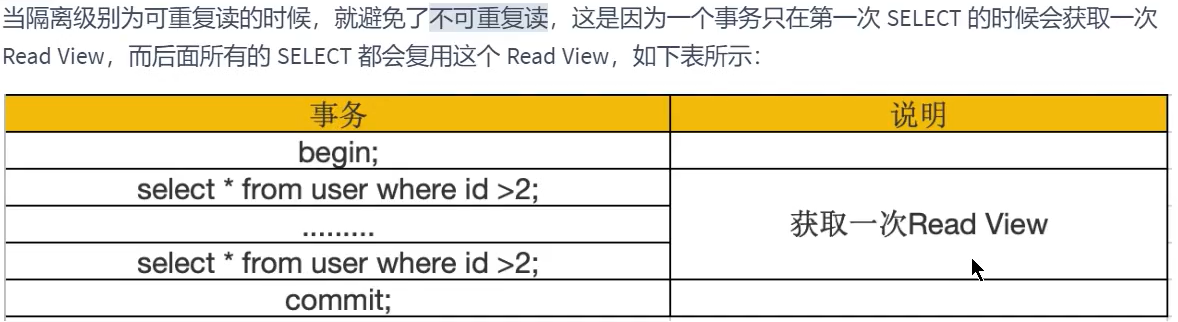 当隔离级别为可重复读的时候，就避免了不可重复读，这是因为一个事务只在第一次 SELECT 的时候会获取一次
Read View，而后面所有的 SELECT 都会复用这个 Read View，如下表所示：
事务 说明
begin;
select * from user where id >2;
.........
获取一次Read View
select * from user where id >2;
commit;